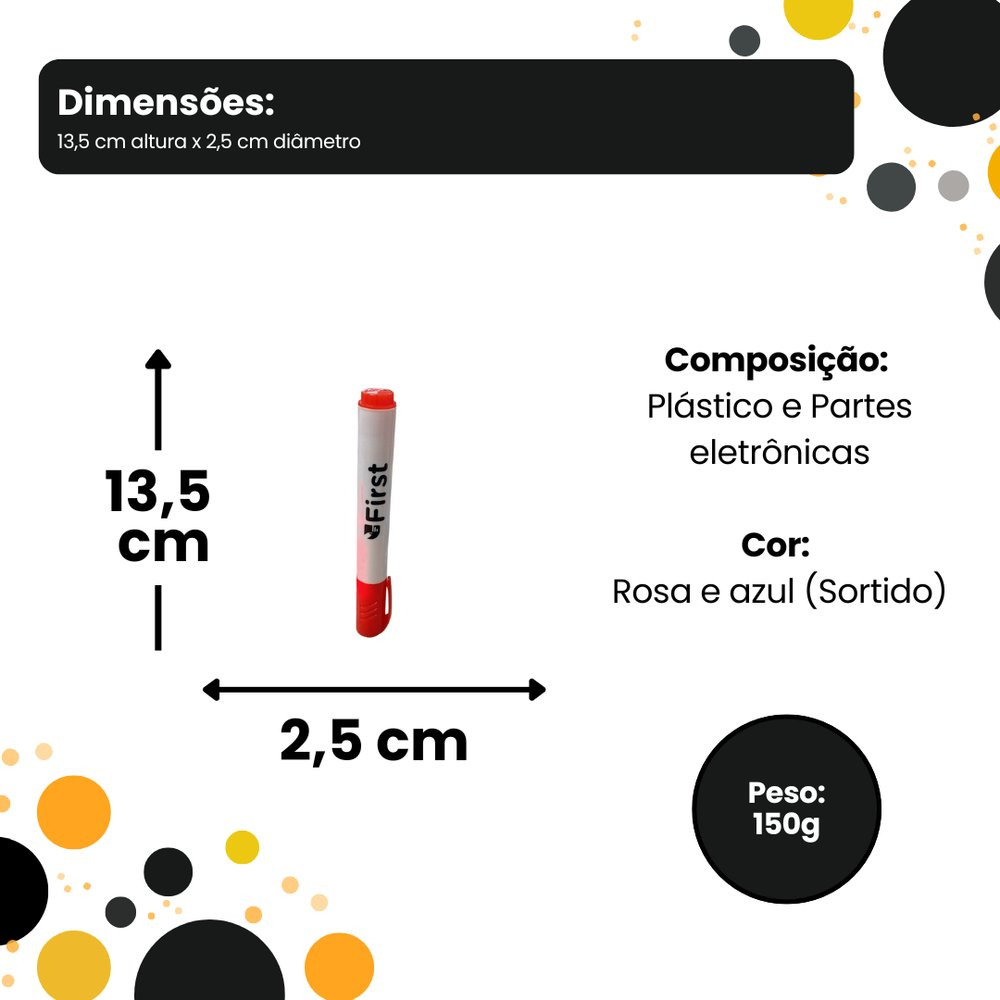 Dimensões:
13,5 cm altura x 2,5 cm diâmetro
13,5
cm
First
2,5 cm
Composição:
Plástico e Partes
eletrônicas
Cor:
Rosa e azul (Sortido)
Peso:
150g